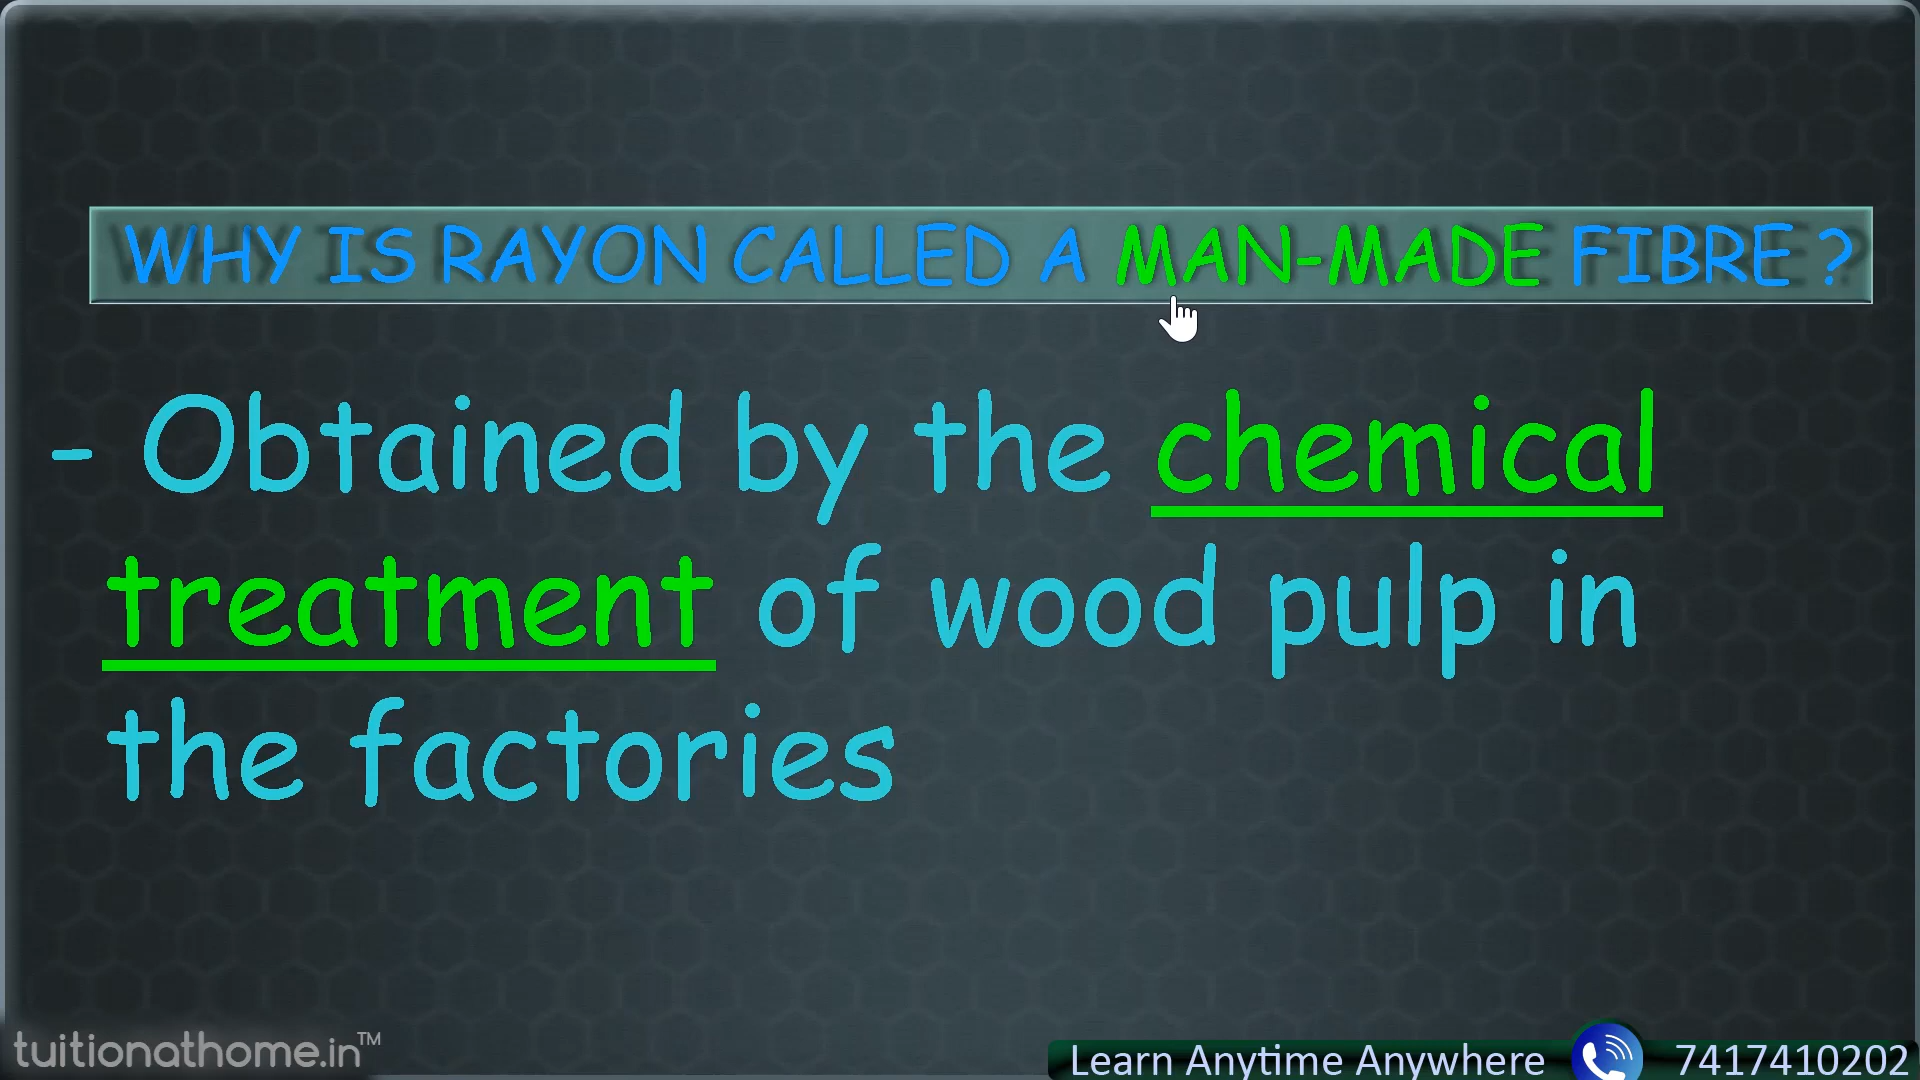 WHY IS RAYON CALLED A MAN-MADE FIBRE ?
- Obtained by the chemical
treatment of wood pulp in
the factories
tuitionathome.in™
Learn Anytime Anywhere 7417410202